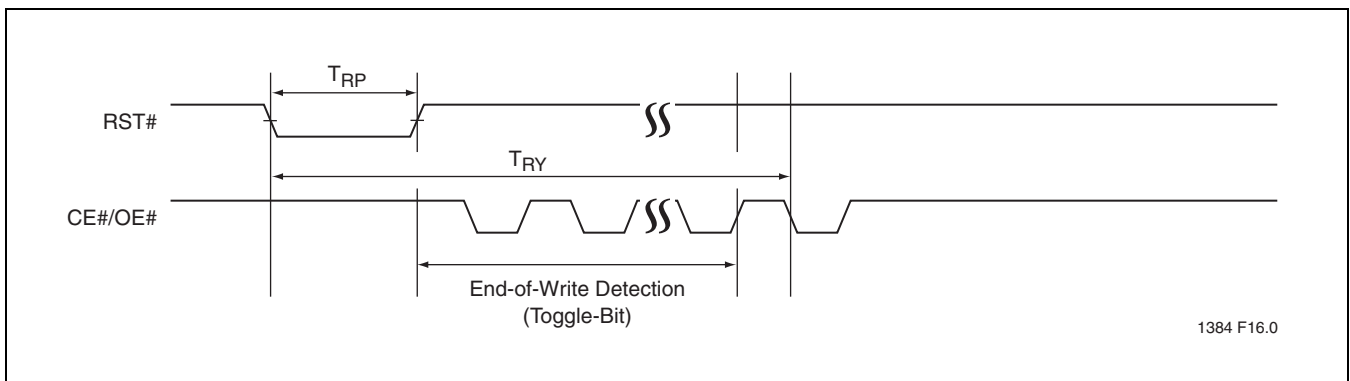 TRP
RST#
TRY
CE#/OE#
End-of-Write Detection
(Toggle-Bit)
1384 F16.0